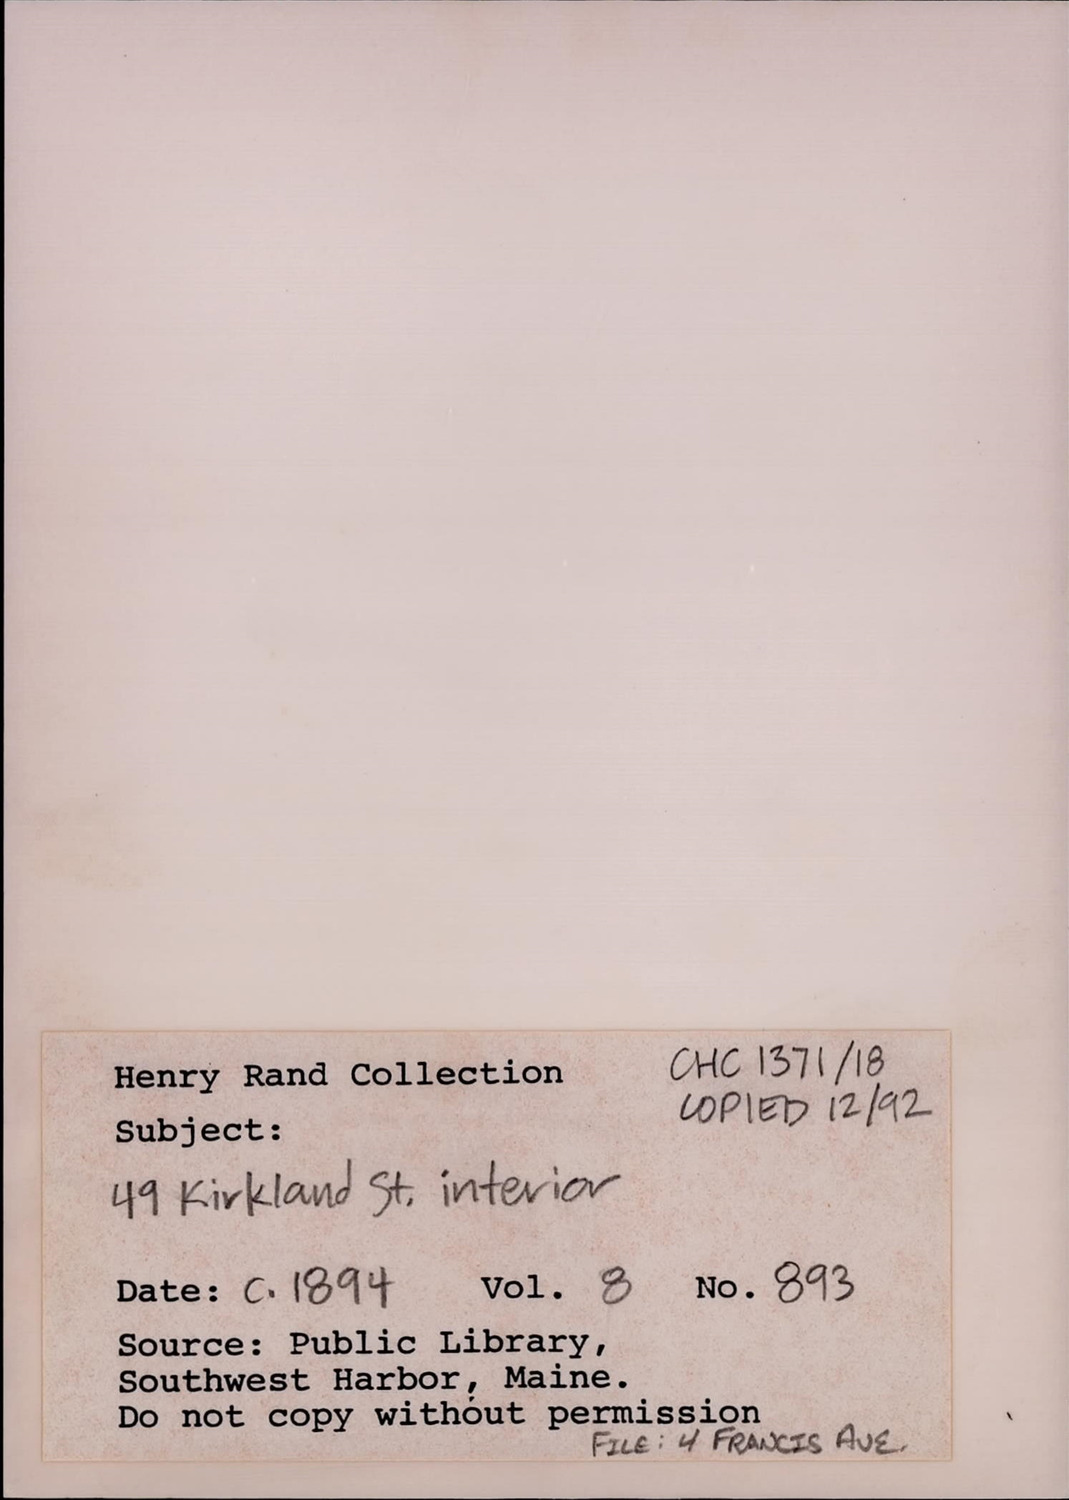 Henry Rand Collection
CHC 1371/18
COPIED 12/92
Subject:
49 Kirkland St. interior
Date: C. 1894 Vol. 8 No. 893
Source: Public Library,
Southwest Harbor, Maine.
Do not copy without permission
FILE: 4 FRANCIS AVE.